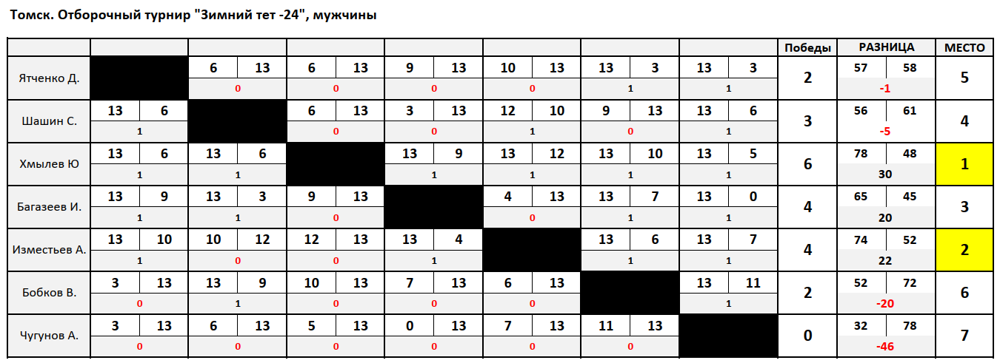 Томск. Отборочный турнир "Зимний тет -24", мужчины
Победы РАЗНИЦА МЕСТО
Ятченко Д. 6 13 6 13 9 13 10 13 13 3 13 3 2 57 58 5
0 0 0 0 1 1 -1
Шашин С. 13 6 6 13 3 13 12 10 9 13 13 6 3 56 61 4
1 0 0 1 0 1 -5
Хмылев Ю 13 6 13 6 13 9 13 12 13 10 13 5 6 78 48 1
1 1 1 1 1 1 30
Багазеев И. 13 9 13 3 9 13 4 13 13 7 13 0 4 65 45 3
1 1 0 0 1 1 20
Изместьев А. 13 10 10 12 12 13 13 4 13 6 13 7 4 74 52 2
1 0 0 1 1 1 22
Бобков В. 3 13 13 9 10 13 7 13 6 13 13 11 2 52 72 6
0 1 0 0 0 1 -20
Чугунов А. 3 13 6 13 5 13 0 13 7 13 11 13 0 32 78 7
0 0 0 0 0 0 -46